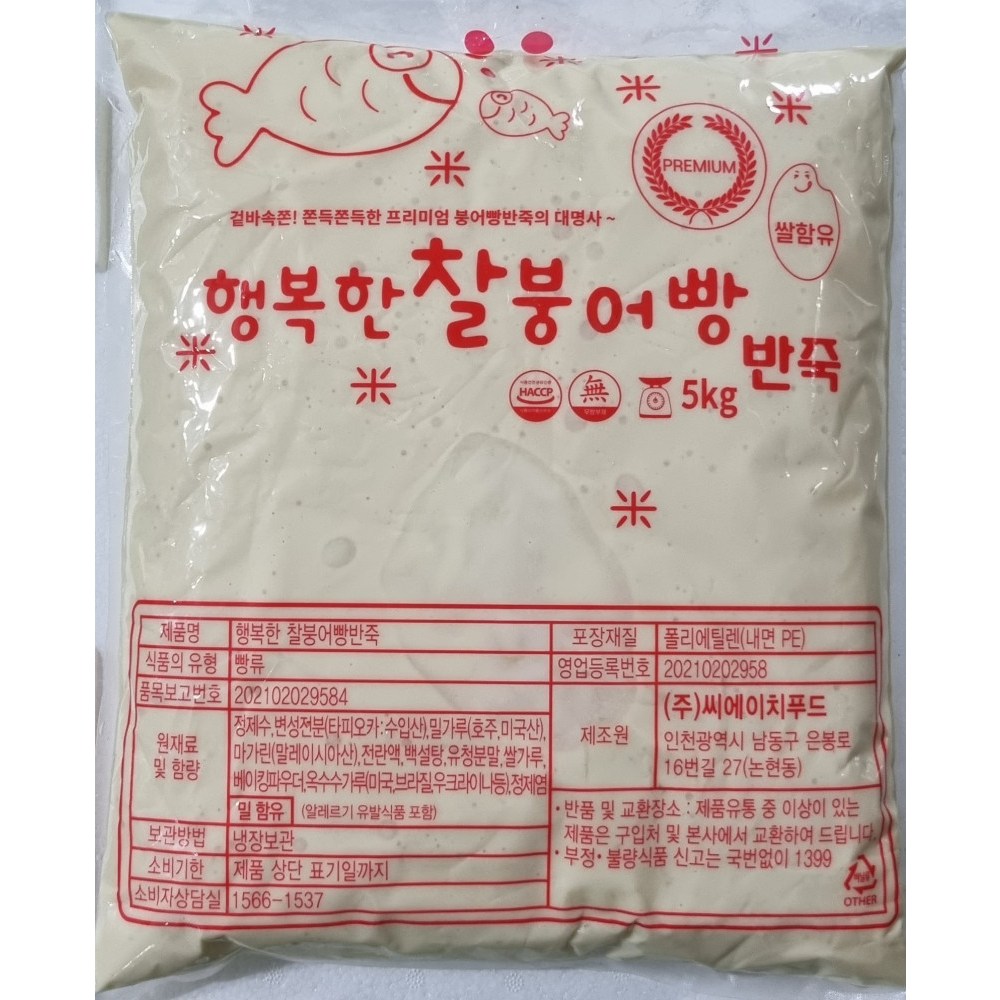 PREMIUM
쌀함유
겉바속쫀! 쫀득쫀득한 프리미엄 붕어빵반죽의 대명사 ~
행복한 찰붕어빵
반죽
HACCP
無
5kg
제품명 행복한 찰붕어빵반죽
식품의 유형 빵류
품목보고번호 202102029584
원재료 및 함량
정제수,변성전분(타피오카:수입산),밀가루(호주,미국산),
마가린(말레이시아산),전란액,백설탕,유청분말,쌀가루,
베이킹파우더,옥수수가루(미국,브라질,우크라이나등),정제염
밀 함유 (알레르기 유발식품 포함)
보관방법 냉장보관
소비기한 제품 상단 표기일까지
소비자상담실 1566-1537
포장재질 폴리에틸렌(내면 PE)
영업등록번호 20210202958
제조원 (주)씨에이치푸드
인천광역시 남동구 은봉로
16번길 27(논현동)
• 반품 및 교환장소 : 제품유통 중 이상이 있는
제품은 구입처 및 본사에서 교환하여 드립니다.
• 부정• 불량식품 신고는 국번없이 1399
OTHER